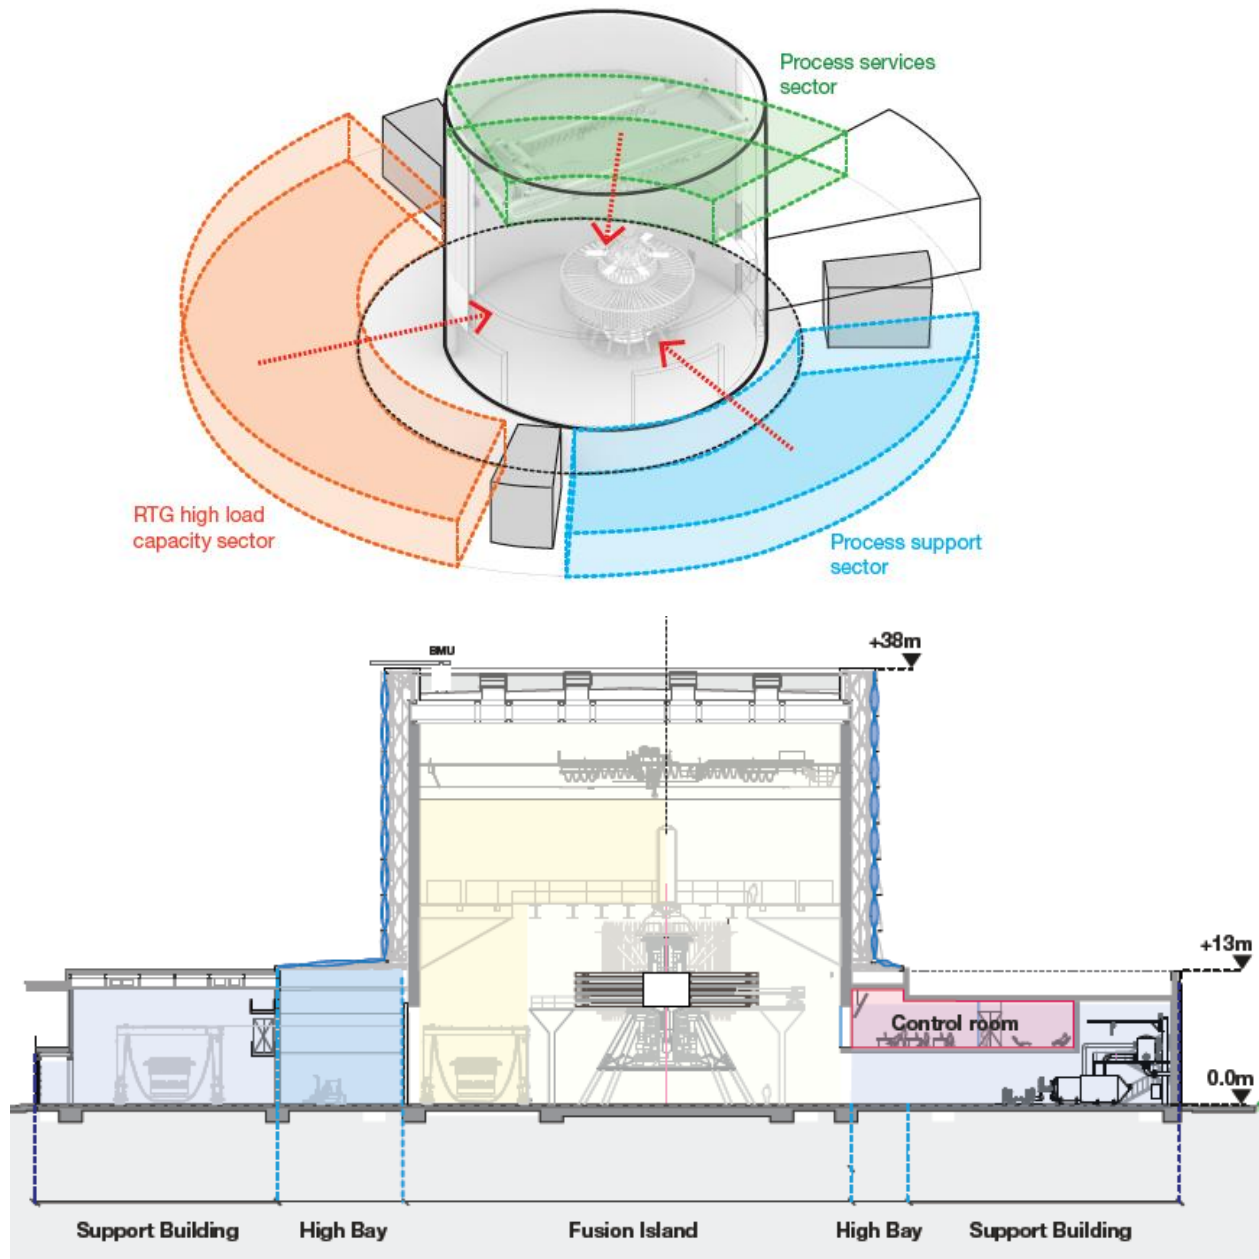 Process services
sector
RTG high load
capacity sector
Process support
sector
BMU
+38m
+13m
Control room
0.0m
Support Building
High Bay
Fusion Island
High Bay
Support Building